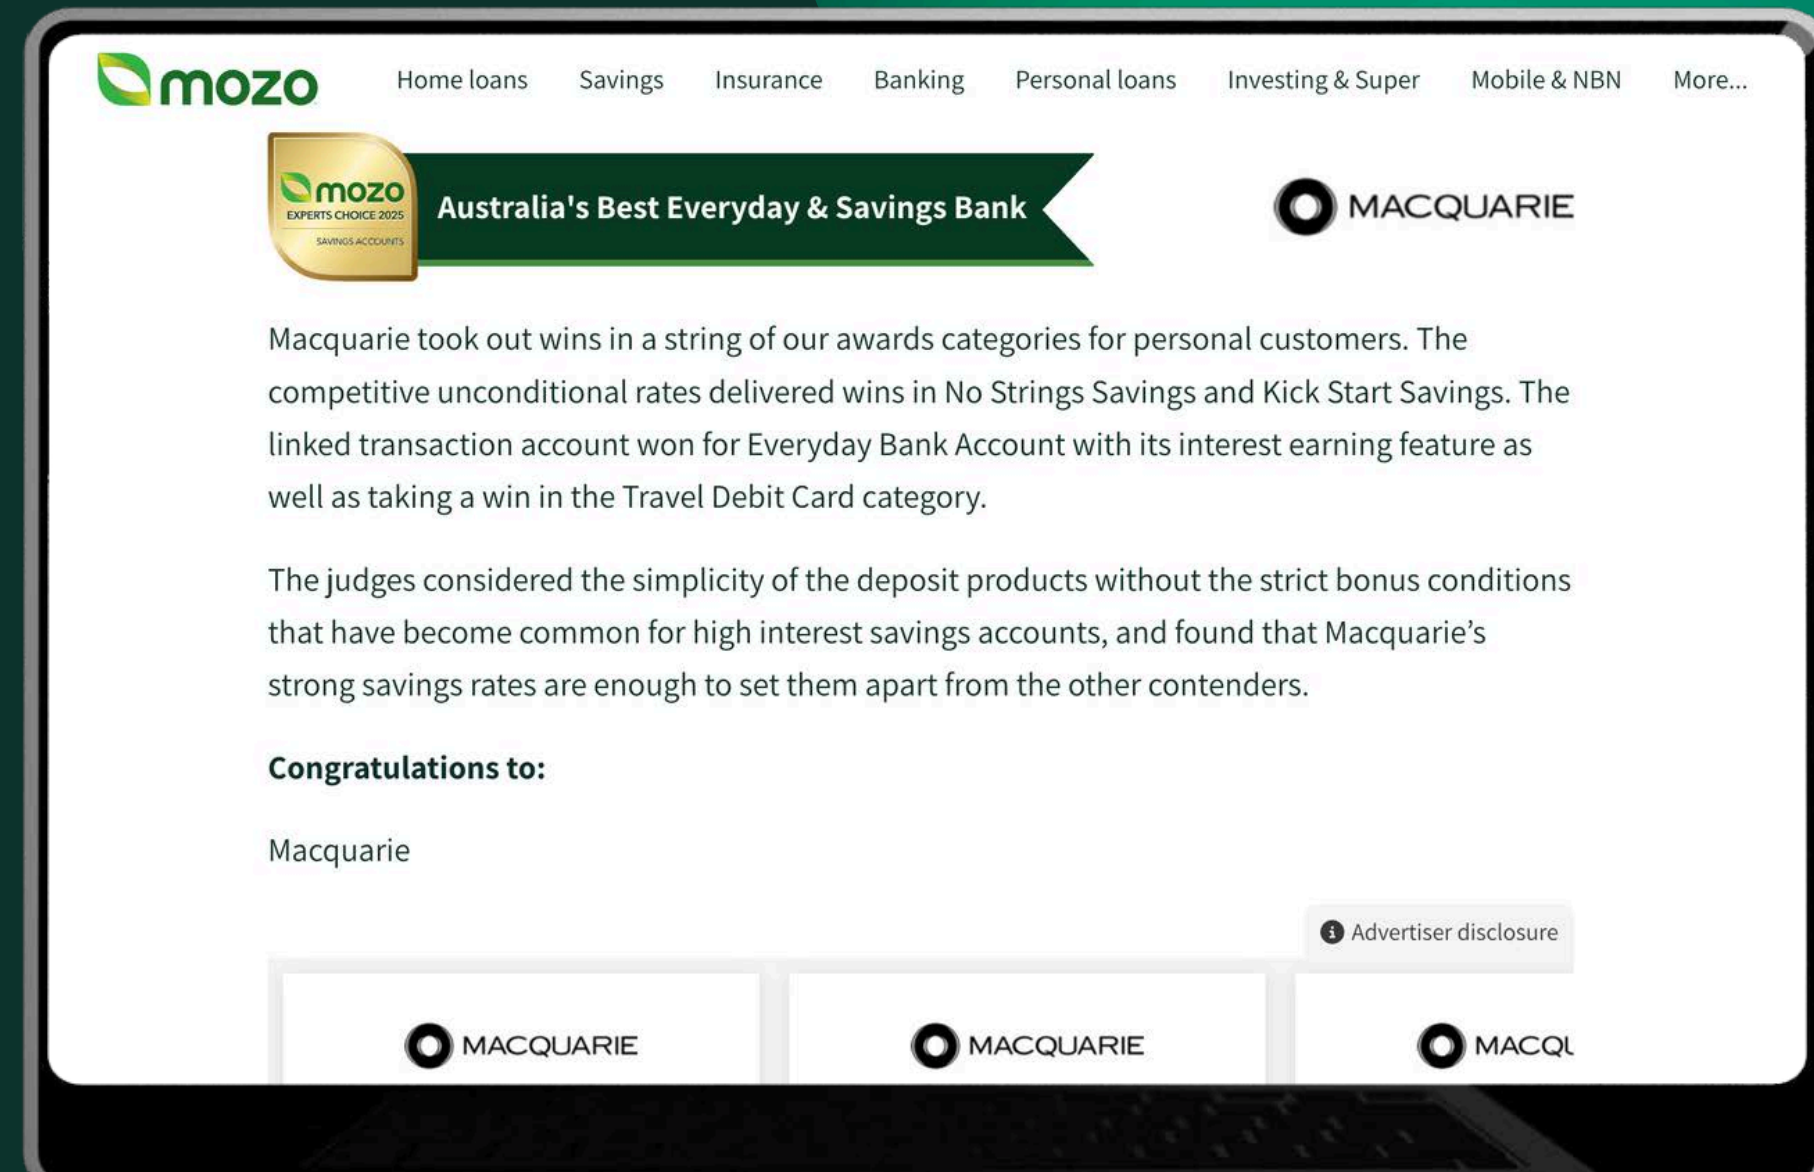 mozo
Home loans Savings Insurance Banking Personal loans Investing & Super Mobile & NBN More...
mozo
EXPERTS CHOICE 2025
SAVINGS ACCOUNTS
Australia's Best Everyday & Savings Bank
MACQUARIE
Macquarie took out wins in a string of our awards categories for personal customers. The
competitive unconditional rates delivered wins in No Strings Savings and Kick Start Savings. The
linked transaction account won for Everyday Bank Account with its interest earning feature as
well as taking a win in the Travel Debit Card category.
The judges considered the simplicity of the deposit products without the strict bonus conditions
that have become common for high interest savings accounts, and found that Macquarie’s
strong savings rates are enough to set them apart from the other contenders.
Congratulations to:
Macquarie
Advertiser disclosure
MACQUARIE MACQUARIE MACQU